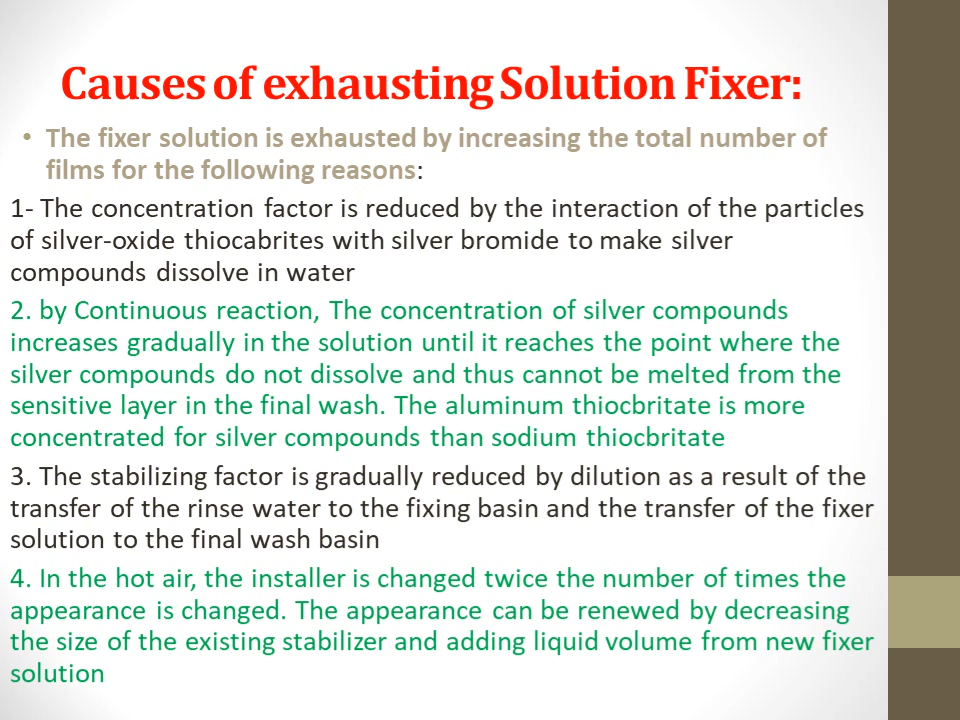 Causes of exhausting Solution Fixer:
• The fixer solution is exhausted by increasing the total number of
films for the following reasons:
1- The concentration factor is reduced by the interaction of the particles
of silver-oxide thiocabrites with silver bromide to make silver
compounds dissolve in water
2. by Continuous reaction, The concentration of silver compounds
increases gradually in the solution until it reaches the point where the
silver compounds do not dissolve and thus cannot be melted from the
sensitive layer in the final wash. The aluminum thiocbritate is more
concentrated for silver compounds than sodium thiocbritate
3. The stabilizing factor is gradually reduced by dilution as a result of the
transfer of the rinse water to the fixing basin and the transfer of the fixer
solution to the final wash basin
4. In the hot air, the installer is changed twice the number of times the
appearance is changed. The appearance can be renewed by decreasing
the size of the existing stabilizer and adding liquid volume from new fixer
solution